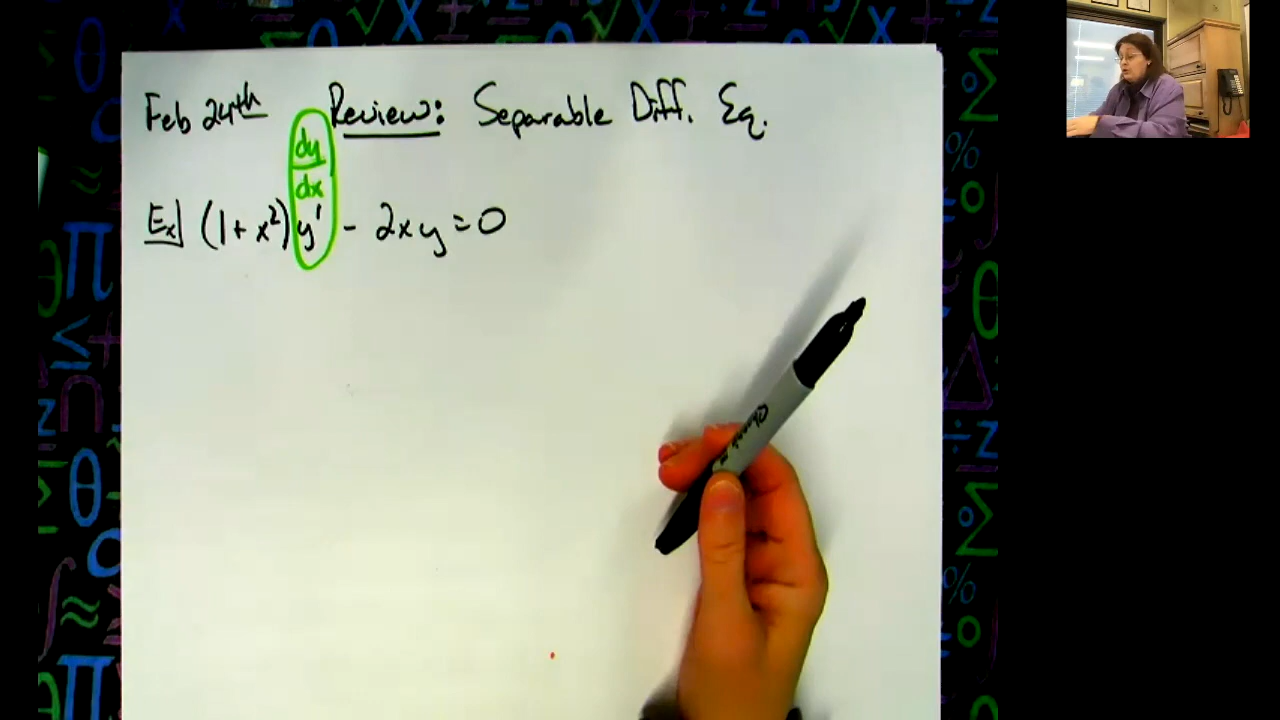 Feb 24th Review: Separable Diff. Eq.
dy
dx
Ex (1+x²)y' - 2xy = 0